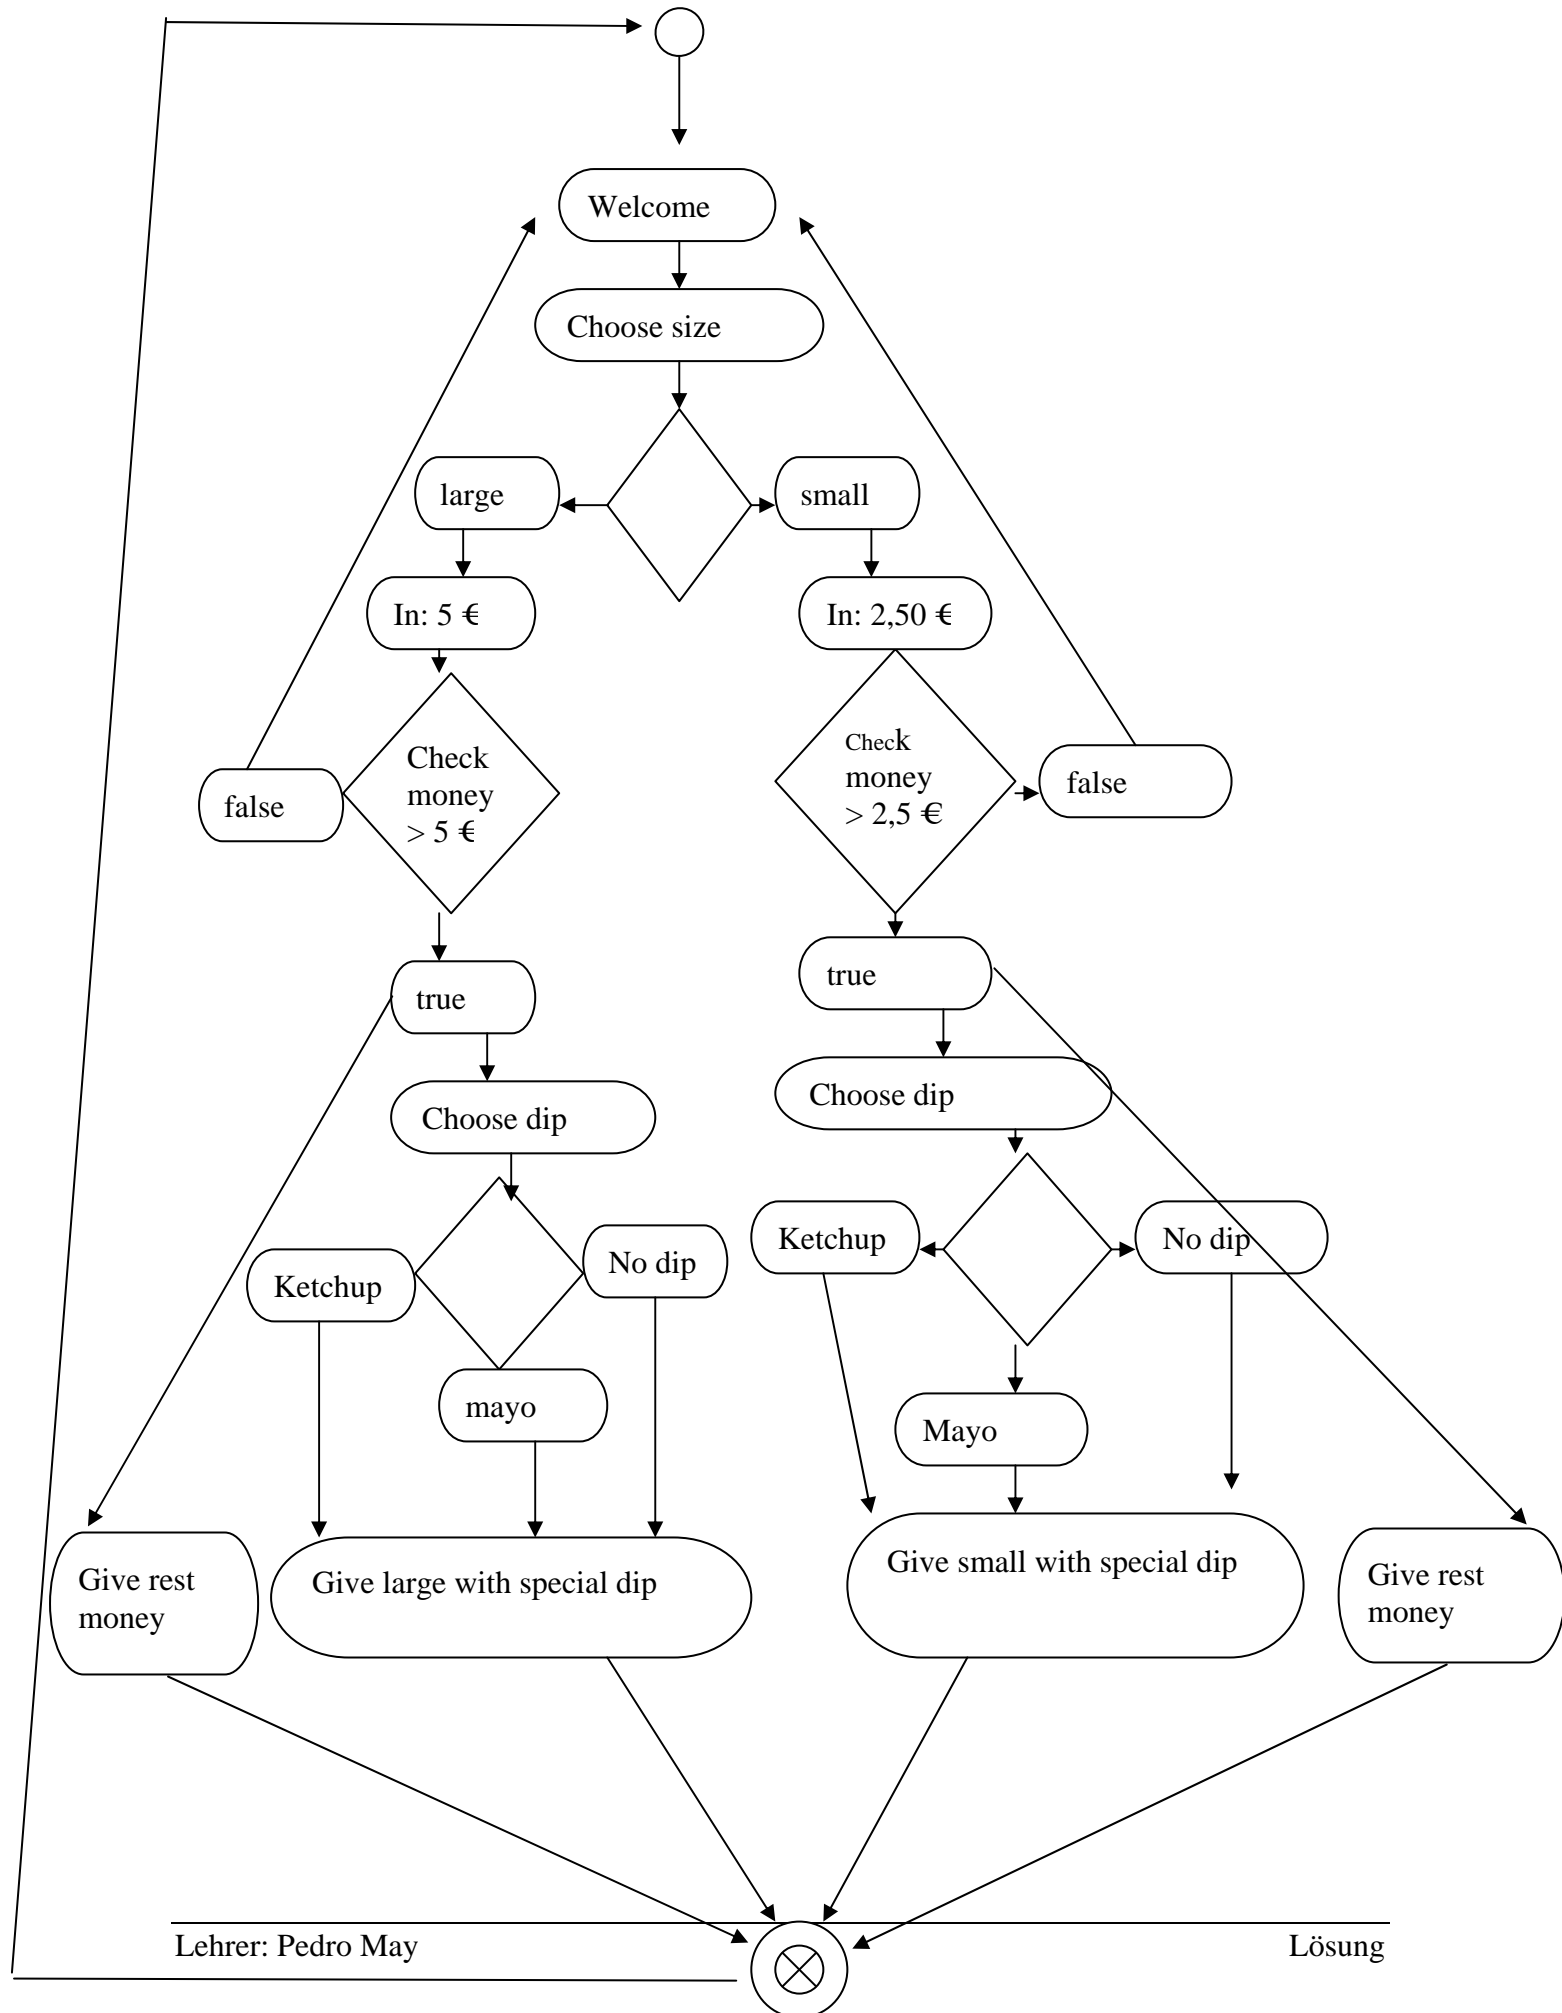 Welcome
Choose size
large
small
In: 5 €
In: 2,50 €
Check
money
> 5 €
Check
money
> 2,5 €
false
false
true
true
Choose dip
Choose dip
Ketchup
No dip
Ketchup
No dip
mayo
Mayo
Give rest
money
Give large with special dip
Give small with special dip
Give rest
money
Lehrer: Pedro May
Lösung